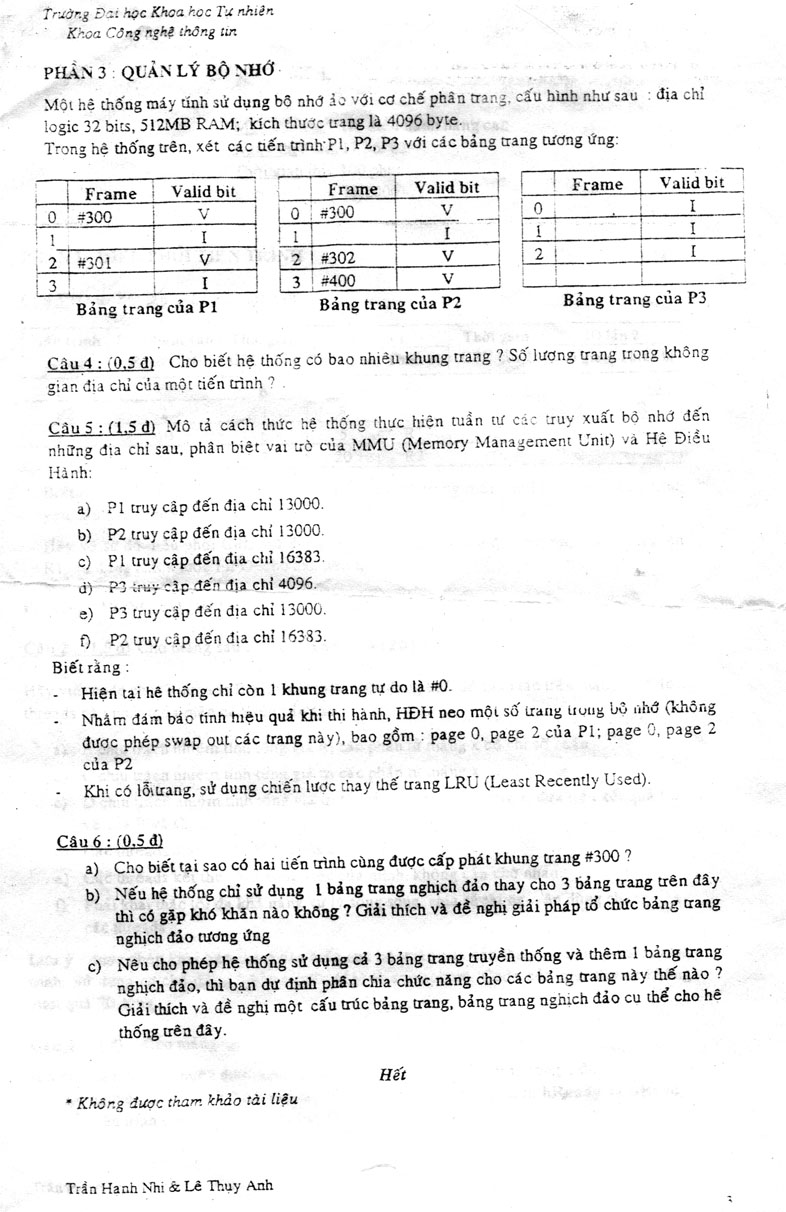 Trường Đại học Khoa học Tư nhiên
Khoa Công nghệ thông tin
PHẦN 3 : QUẢN LÝ BỘ NHỚ
Một hệ thống máy tính sử dụng bô nhớ ảo với cơ chế phân trang, cấu hình như sau : địa chỉ
logic 32 bits, 512MB RAM; kích thước trang là 4096 byte.
Trong hệ thống trên, xét các tiến trình P1, P2, P3 với các bảng trang tương ứng:
Frame Valid bit
0 #300 V
1 I
2 #301 V
3 I
Bảng trang của P1
Frame Valid bit
0 #300 V
1 I
2 #302 V
3 #400 V
Bảng trang của P2
Frame Valid bit
0 I
1 I
2 I
Bảng trang của P3
Câu 4 : (0,5 đ) Cho biết hệ thống có bao nhiêu khung trang ? Số lương trang trong không
gian địa chỉ của một tiến trình ? .
Câu 5 : (1,5 đ) Mô tả cách thức hê thống thực hiện tuần tư các truy xuất bộ nhớ đến
những địa chỉ sau, phân biêt vai trò của MMU (Memory Management Unit) và Hê Điều
Hành:
a) P1 truy câp đến địa chỉ 13000.
b) P2 truy cập đến địa chỉ 13000.
c) P1 truy cập đến địa chỉ 16383.
d) P3 truy cập đến địa chỉ 4096.
e) P3 truy cập đến địa chỉ 13000.
f) P2 truy cập đến địa chỉ 16383.
Biết rằng :
- Hiện tai hê thống chỉ còn 1 khung trang tự do là #0.
- Nhằm đảm bảo tính hiệu quả khi thi hành, HĐH neo một số trang trong bộ nhớ (không
được phép swap out các trang này), bao gồm : page 0, page 2 của P1; page 0, page 2
của P2
- Khi có lỗi trang, sử dụng chiến lược thay thế trang LRU (Least Recently Used).
Câu 6 : (0,5 đ)
a) Cho biết tại sao có hai tiến trình cùng được cấp phát khung trang #300 ?
b) Nếu hệ thống chỉ sử dụng 1 bảng trang nghịch đảo thay cho 3 bảng trang trên đây
thì có gặp khó khăn nào không ? Giải thích và đề nghị giải pháp tổ chức bảng trang
nghịch đảo tương ứng
c) Nêu cho phép hệ thống sử dụng cả 3 bảng trang truyền thống và thêm 1 bảng trang
nghịch đảo, thì bạn dự định phân chia chức năng cho các bảng trang này thế nào ?
Giải thích và đề nghị một cấu trúc bảng trang, bảng trang nghịch đảo cu thể cho hê
thống trên đây.
Hết
* Không được tham khảo tài liệu
Trần Hanh Nhi & Lê Thụy Anh
3